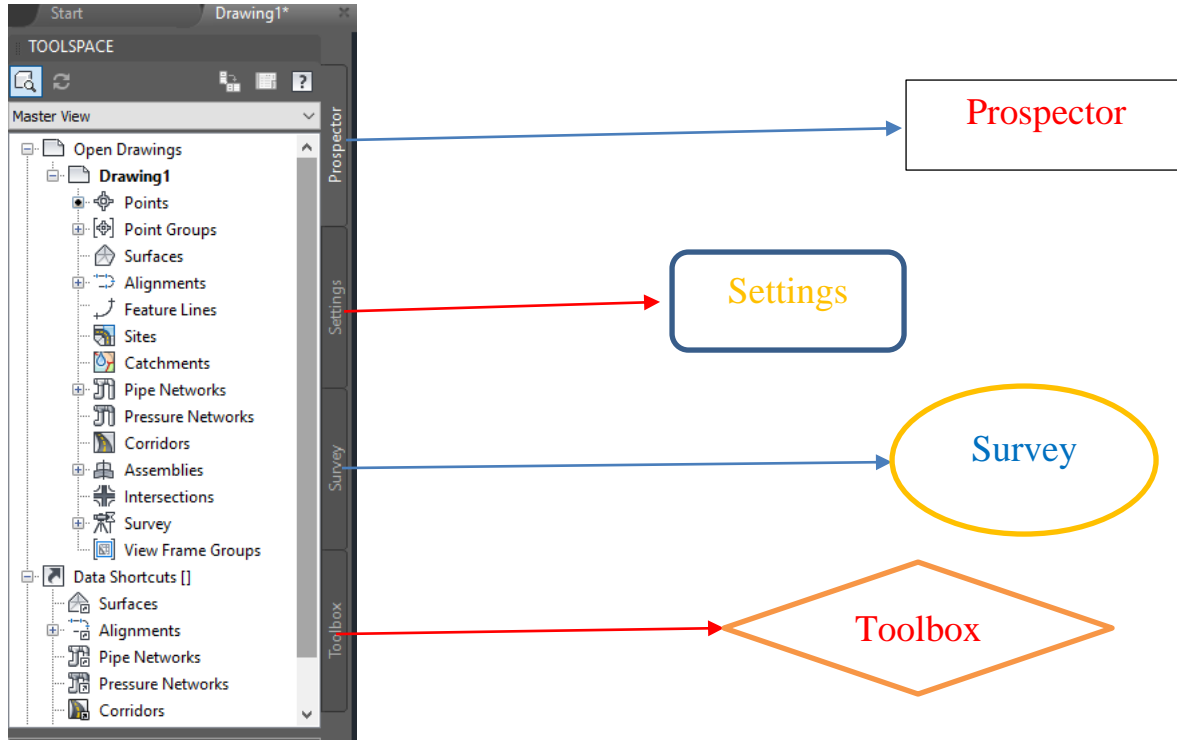 Start
Drawing1*
TOOLSPACE
?
Master View
Open Drawings
Drawing1
Points
Point Groups
Surfaces
Alignments
Feature Lines
Sites
Catchments
Pipe Networks
Pressure Networks
Corridors
Assemblies
Intersections
Survey
View Frame Groups
Data Shortcuts []
Surfaces
Alignments
Pipe Networks
Pressure Networks
Corridors
Prospector
Settings
Survey
Toolbox
Prospector
Settings
Survey
Toolbox